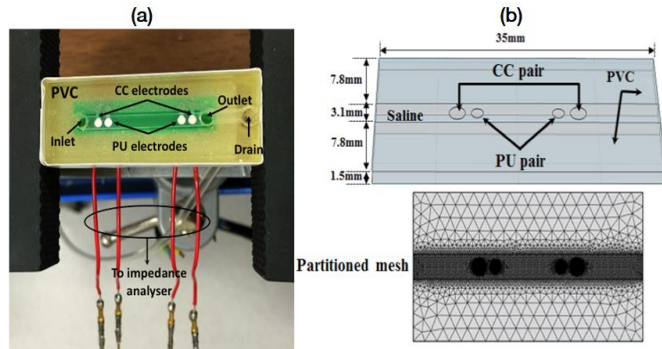 (a)
PVC
CC electrodes
Outlet
Inlet
PU electrodes
Drain
To impedance
analyser
(b)
35mm
7.8mm
CC pair
PVC
3.1mm
Saline
7.8mm
PU pair
1.5mm
Partitioned mesh